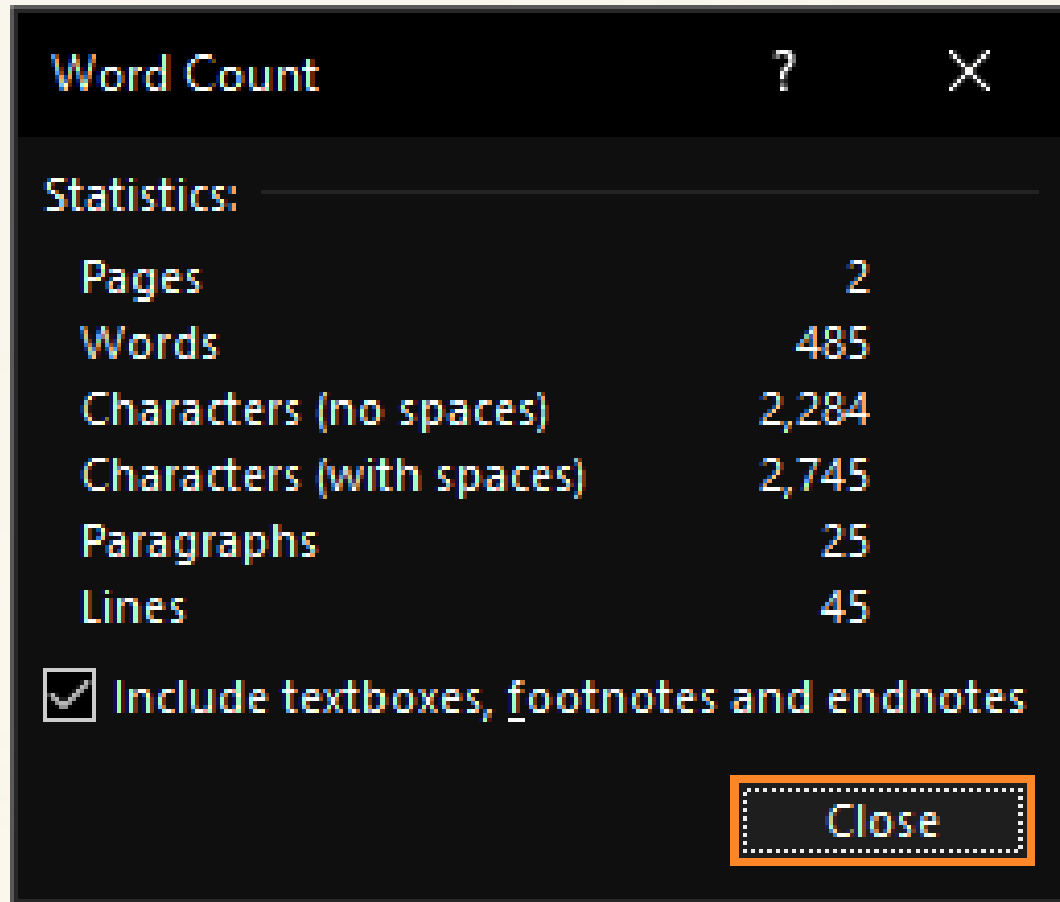 Word Count ?
Statistics:
Pages 2
Words 485
Characters (no spaces) 2,284
Characters (with spaces) 2,745
Paragraphs 25
Lines 45
Include textboxes, footnotes and endnotes
Close